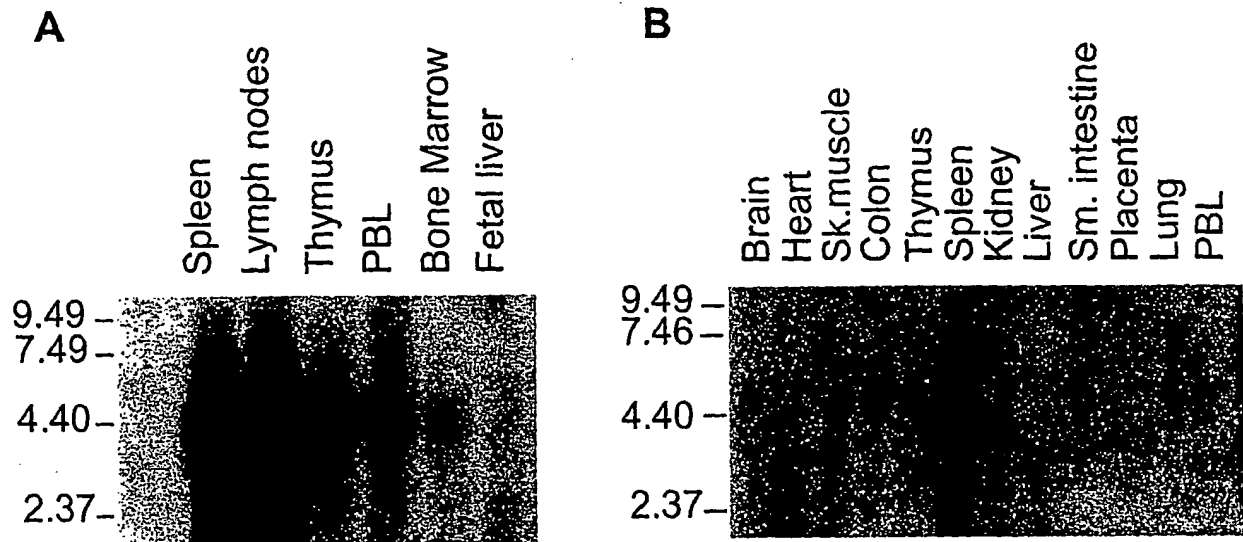 A
Spleen
Lymph nodes
Thymus
PBL
Bone Marrow
Fetal liver
9.49
7.49
4.40
2.37
B
Brain
Heart
Sk.muscle
Colon
Thymus
Spleen
Kidney
Liver
Sm. intestine
Placenta
Lung
PBL
9.49
7.46
4.40
2.37